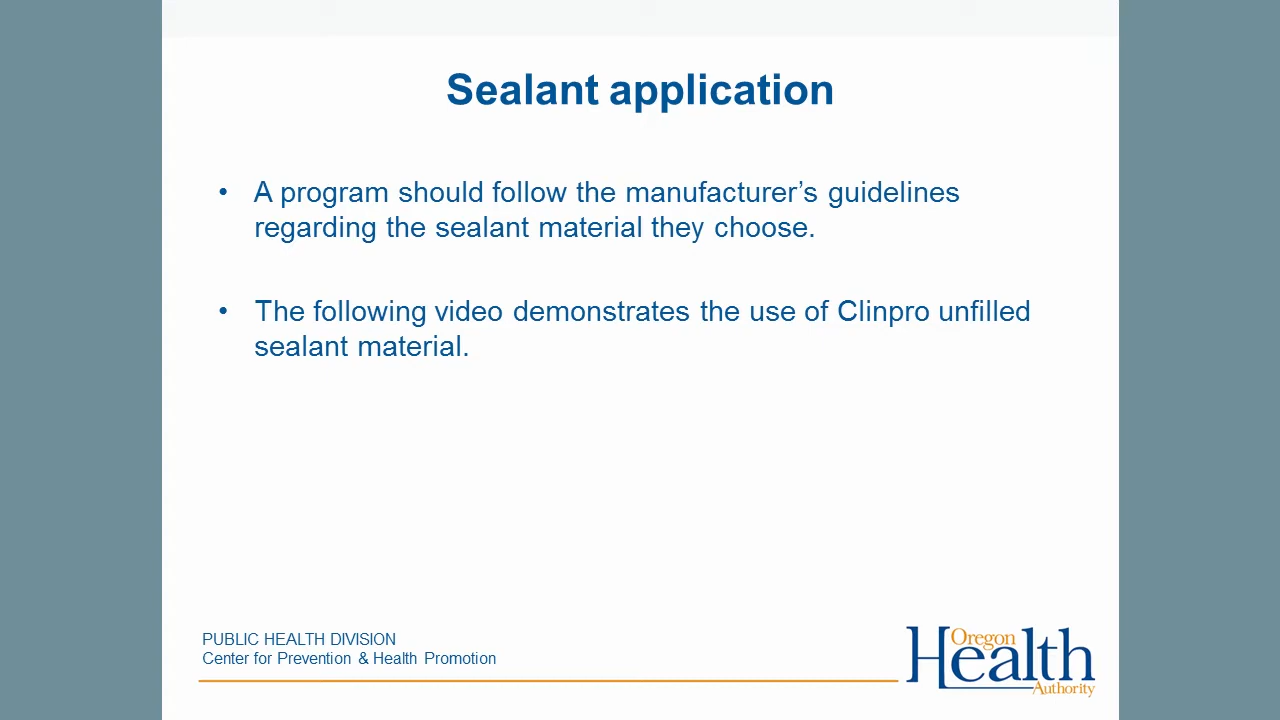 Sealant application
• A program should follow the manufacturer’s guidelines
regarding the sealant material they choose.
• The following video demonstrates the use of Clinpro unfilled
sealant material.
PUBLIC HEALTH DIVISION
Center for Prevention & Health Promotion
Oregon
Health
Authority